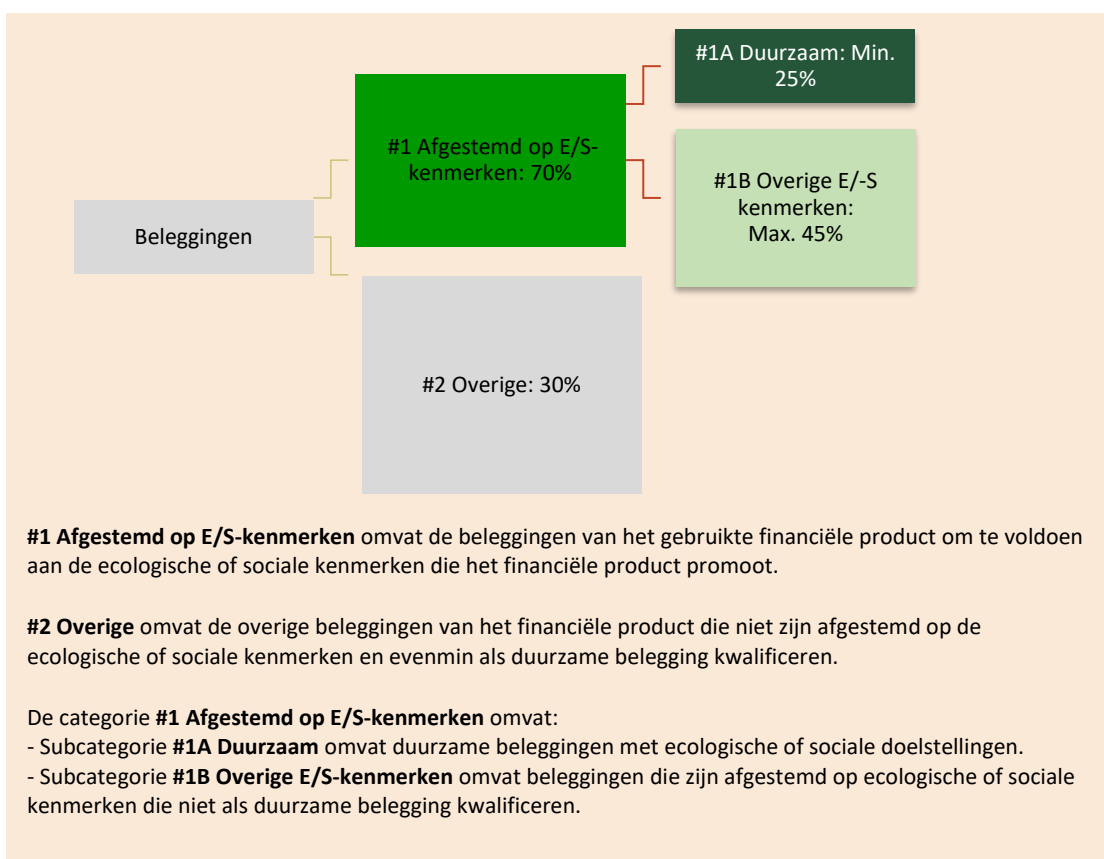 #1A Duurzaam: Min.
25%
#1 Afgestemd op E/S-
kenmerken: 70%
#1B Overige E/-S
kenmerken:
Max. 45%
Beleggingen
#2 Overige: 30%
#1 Afgestemd op E/S-kenmerken omvat de beleggingen van het gebruikte financiële product om te voldoen
aan de ecologische of sociale kenmerken die het financiële product promoot.
#2 Overige omvat de overige beleggingen van het financiële product die niet zijn afgestemd op de
ecologische of sociale kenmerken en evenmin als duurzame belegging kwalificeren.
De categorie #1 Afgestemd op E/S-kenmerken omvat:
- Subcategorie #1A Duurzaam omvat duurzame beleggingen met ecologische of sociale doelstellingen.
- Subcategorie #1B Overige E/S-kenmerken omvat beleggingen die zijn afgestemd op ecologische of sociale
kenmerken die niet als duurzame belegging kwalificeren.